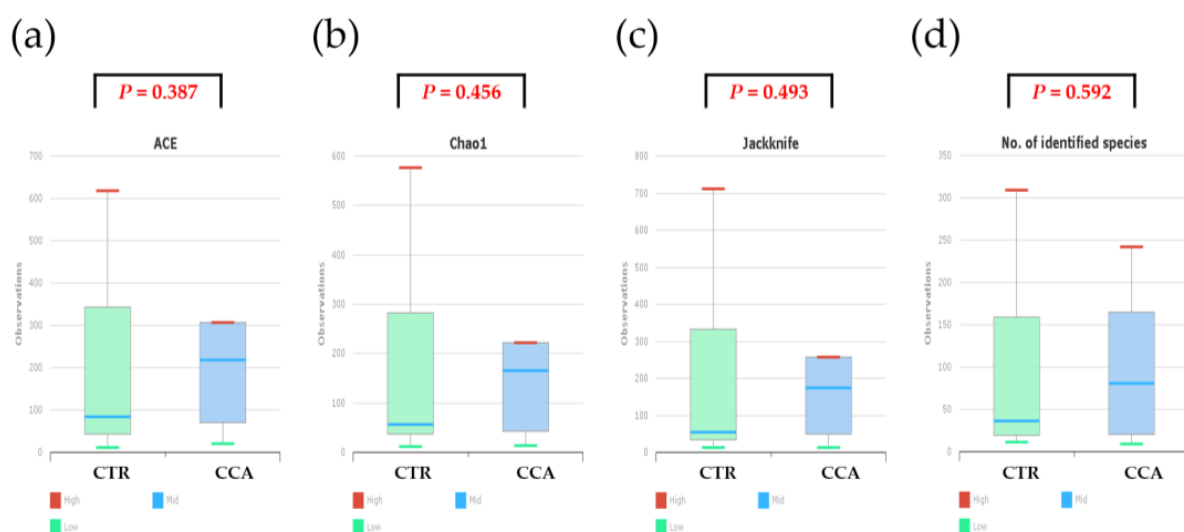 (a)
(b)
(c)
(d)
P = 0.387
P = 0.456
P = 0.493
P = 0.592
ACE
700
600
500
400
300
200
100
0
Observations
CTR
CCA
High
Mid
Low
Chao1
600
500
400
300
200
100
0
Observations
CTR
CCA
High
Mid
Low
Jackknife
800
700
600
500
400
300
200
100
0
Observations
CTR
CCA
High
Mid
Low
No. of identified species
350
300
250
200
150
100
50
0
Observations
CTR
CCA
High
Mid
Low